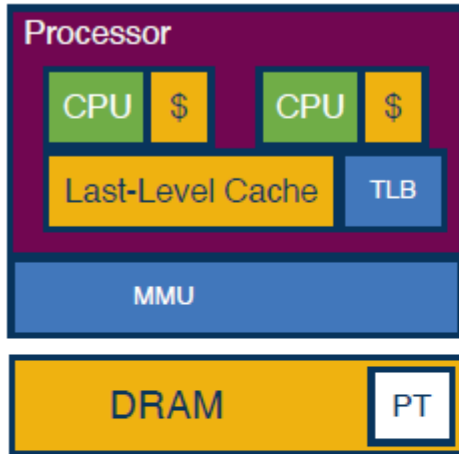 Processor
CPU $ CPU $
Last-Level Cache TLB
MMU
DRAM PT